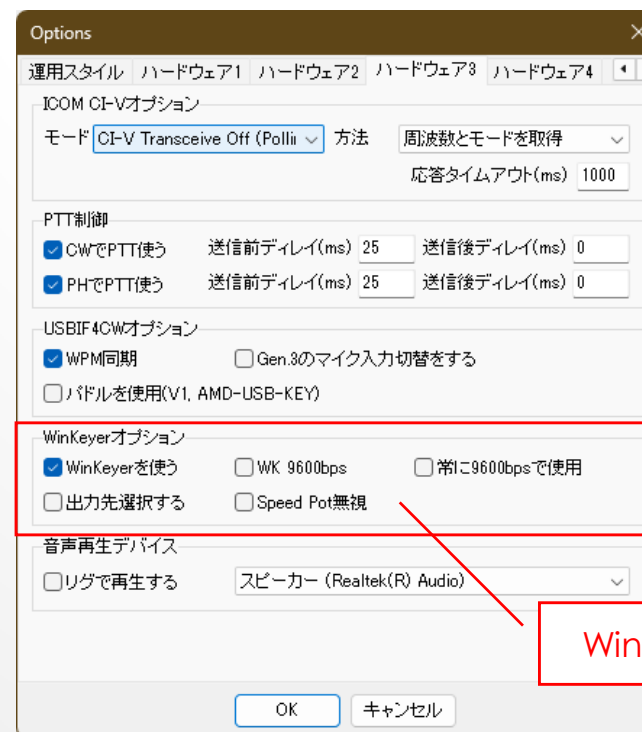 Options
運用スタイル ハードウェア1 ハードウェア2 ハードウェア3 ハードウェア4
ICOM CI-Vオプション
モード CI-V Transceive Off (Pollin 方法 周波数とモードを取得
応答タイムアウト(ms) 1000
PTT制御
CWでPTT使う 送信前ディレイ(ms) 25 送信後ディレイ(ms) 0
PHでPTT使う 送信前ディレイ(ms) 25 送信後ディレイ(ms) 0
USBIF4CWオプション
WPM同期 Gen.3のマイク入力切替をする
パドルを使用(V1, AMD-USB-KEY)
WinKeyerオプション
WinKeyerを使う WK 9600bps 常に9600bpsで使用
出力先選択する Speed Pot無視
音声再生デバイス
リグで再生する スピーカー (Realtek(R) Audio)
Win
OK キャンセル